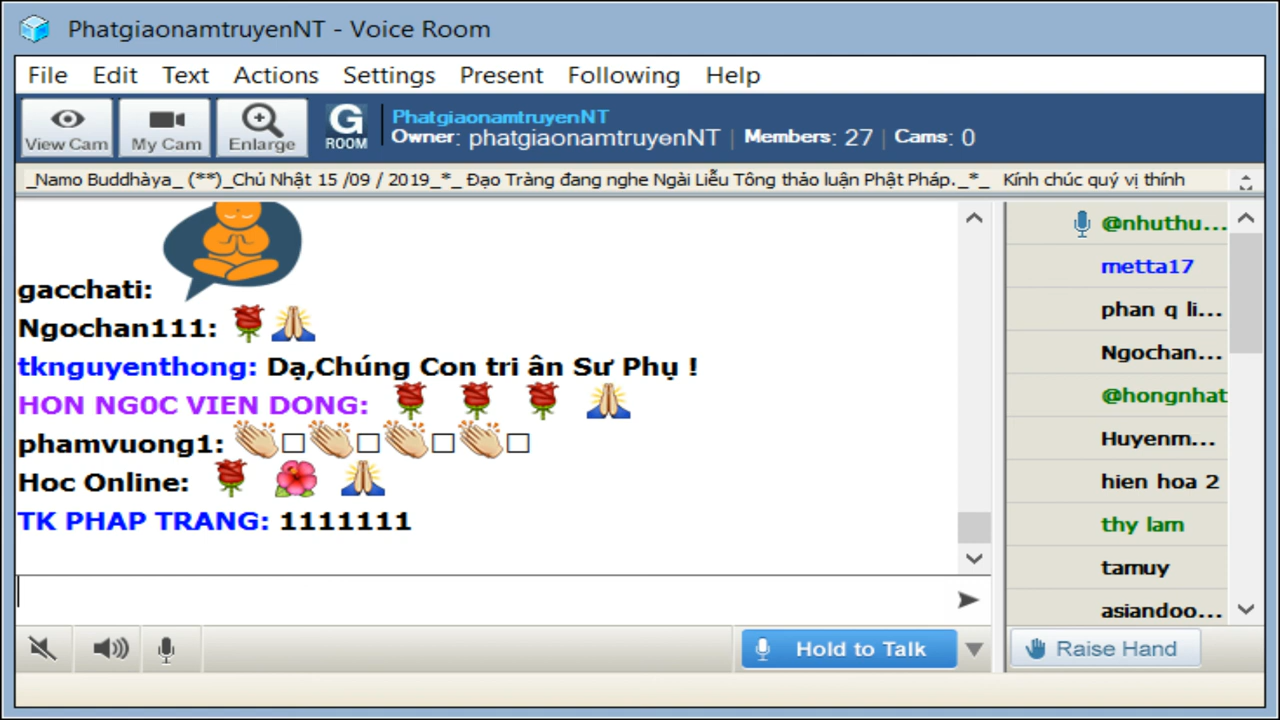 PhatgiaonamtruyenNT - Voice Room
File Edit Text Actions Settings Present Following Help
View Cam My Cam Enlarge G ROOM
PhatgiaonamtruyenNT
Owner: phatgiaonamtruyenNT | Members: 27 | Cams: 0
_Namo Buddhàya_ (**)_Chủ Nhật 15 /09 / 2019_*_ Đạo Tràng đang nghe Ngài Liễu Tông thảo luận Phật Pháp._*_ Kính chúc quý vị thính
gacchati:
Ngochan111: 🌹🙏
tknguyenthong: Dạ,Chúng Con tri ân Sư Phụ !
HON NG0C VIEN DONG: 🌹 🌹 🌹 🙏
phamvuong1: 👏□👏□👏□👏□
Hoc Online: 🌹 🌺 🙏
TK PHAP TRANG: 1111111
@nhuthu...
metta17
phan q li...
Ngochan...
@hongnhat
Huyenm...
hien hoa 2
thy lam
tamuy
asiandoo...
Hold to Talk
Raise Hand